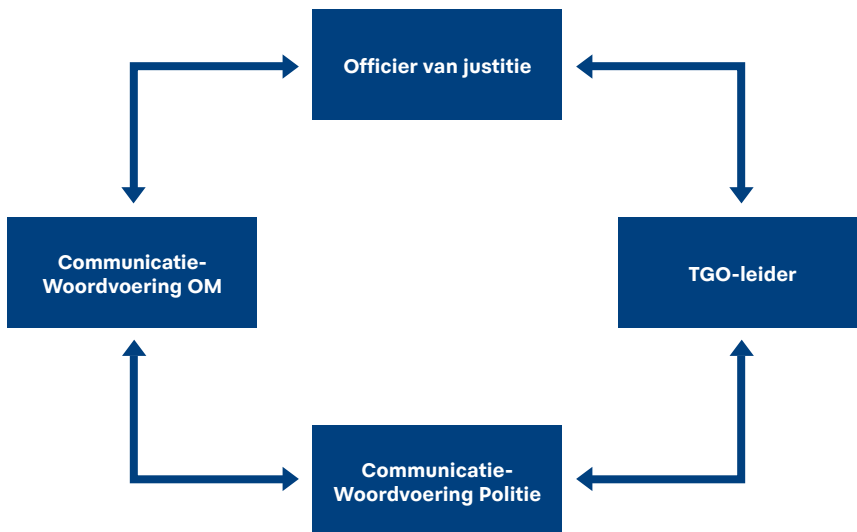 Officier van justitie
Communicatie-
Woordvoering OM
TGO-leider
Communicatie-
Woordvoering Politie